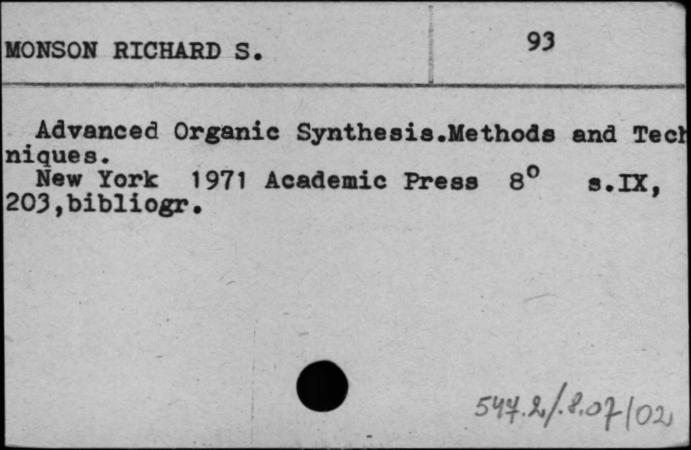 MONSON RICHARD S.
93
Advanced Organic Synthesis.Methods and Tech
niques.
New York 1971 Academic Press 8° s.IX,
203,bibliogr.
547.2/.8.07/02